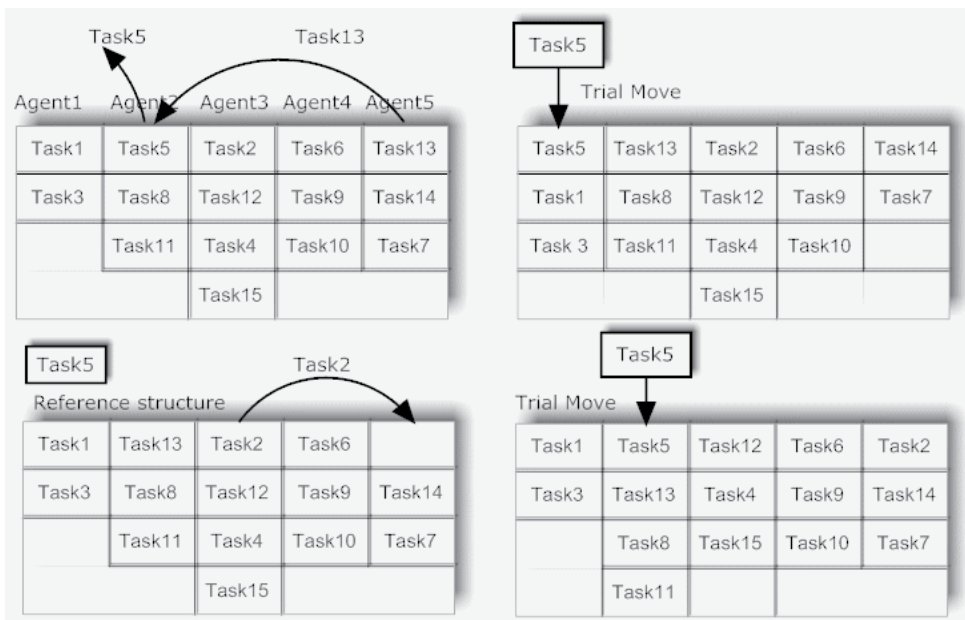 Task5 Task13
Agent1 Agent2 Agent3 Agent4 Agent5
Task1 Task5 Task2 Task6 Task13
Task3 Task8 Task12 Task9 Task14
Task11 Task4 Task10 Task7
Task15
Task5
Trial Move
Task5 Task13 Task2 Task6 Task14
Task1 Task8 Task12 Task9 Task7
Task 3 Task11 Task4 Task10
Task15
Task5 Task2
Reference structure
Task1 Task13 Task2 Task6
Task3 Task8 Task12 Task9 Task14
Task11 Task4 Task10 Task7
Task15
Task5
Trial Move
Task1 Task5 Task12 Task6 Task2
Task3 Task13 Task4 Task9 Task14
Task8 Task15 Task10 Task7
Task11